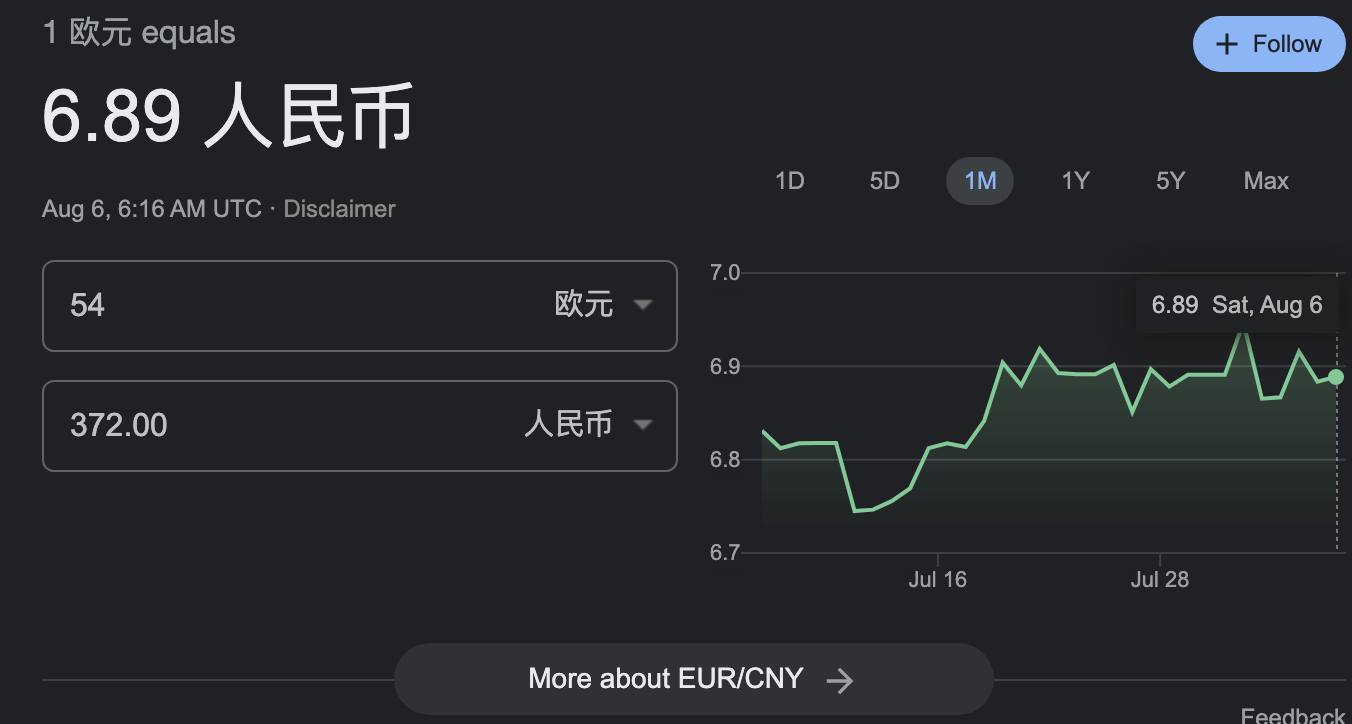 1 欧元 equals
+ Follow
6.89 人民币
Aug 6, 6:16 AM UTC · Disclaimer
1D 5D 1M 1Y 5Y Max
54 欧元
372.00 人民币
7.0
6.89 Sat, Aug 6
6.9
6.8
6.7
Jul 16 Jul 28
More about EUR/CNY →
Feedback